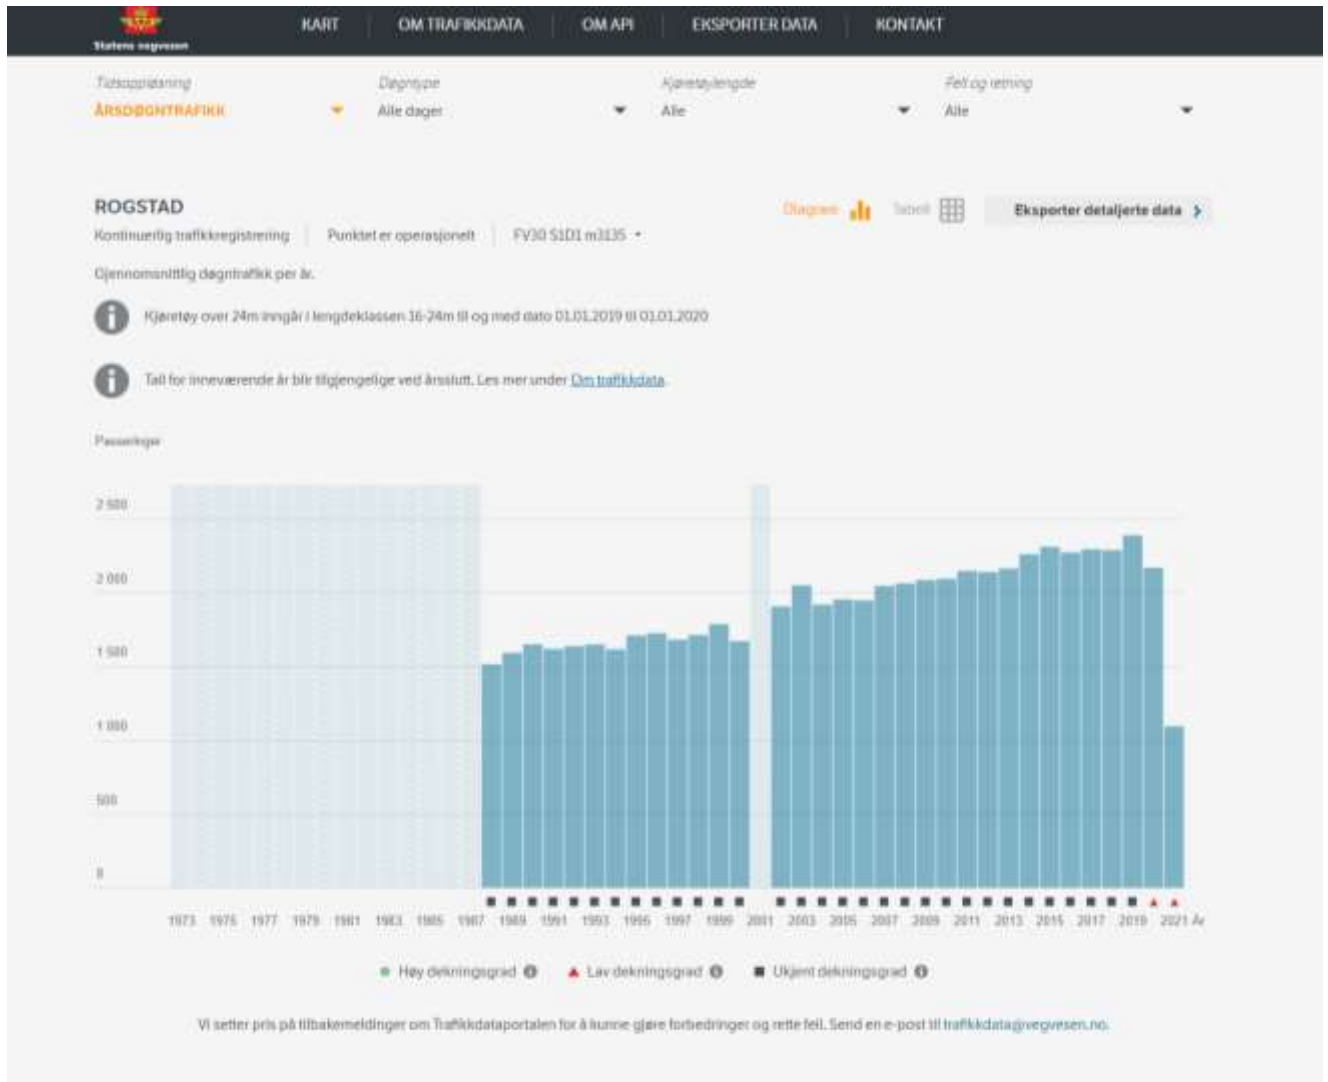 Statens vegvesen
KART OM TRAFIKKDATA OM API EKSPORTER DATA KONTAKT
Tidsoppløsning Døgntype Kjøretøylengde Felt og retning
ÅRSDØGNTRAFIKK Alle dager Alle Alle
ROGSTAD
Diagram Tabell Eksporter detaljerte data
Kontinuerlig trafikkregistrering Punktet er operasjonelt FV30 S1D1 m3135
Gjennomsnittlig døgntrafikk per år.
Kjøretøy over 24m inngår i lengdeklassen 16-24m til og med dato 01.01.2019 til 01.01.2020
Tall for inneværende år blir tilgjengelige ved årsslutt. Les mer under Om trafikkdata.
Passeringer
2 500
2 000
1 500
1 000
500
0
1973 1975 1977 1979 1981 1983 1985 1987 1989 1991 1993 1995 1997 1999 2001 2003 2005 2007 2009 2011 2013 2015 2017 2019 2021 År
Høy dekningsgrad Lav dekningsgrad Ukjent dekningsgrad
Vi setter pris på tilbakemeldinger om Trafikkdataportalen for å kunne gjøre forbedringer og rette feil. Send en e-post til trafikkdata@vegvesen.no.